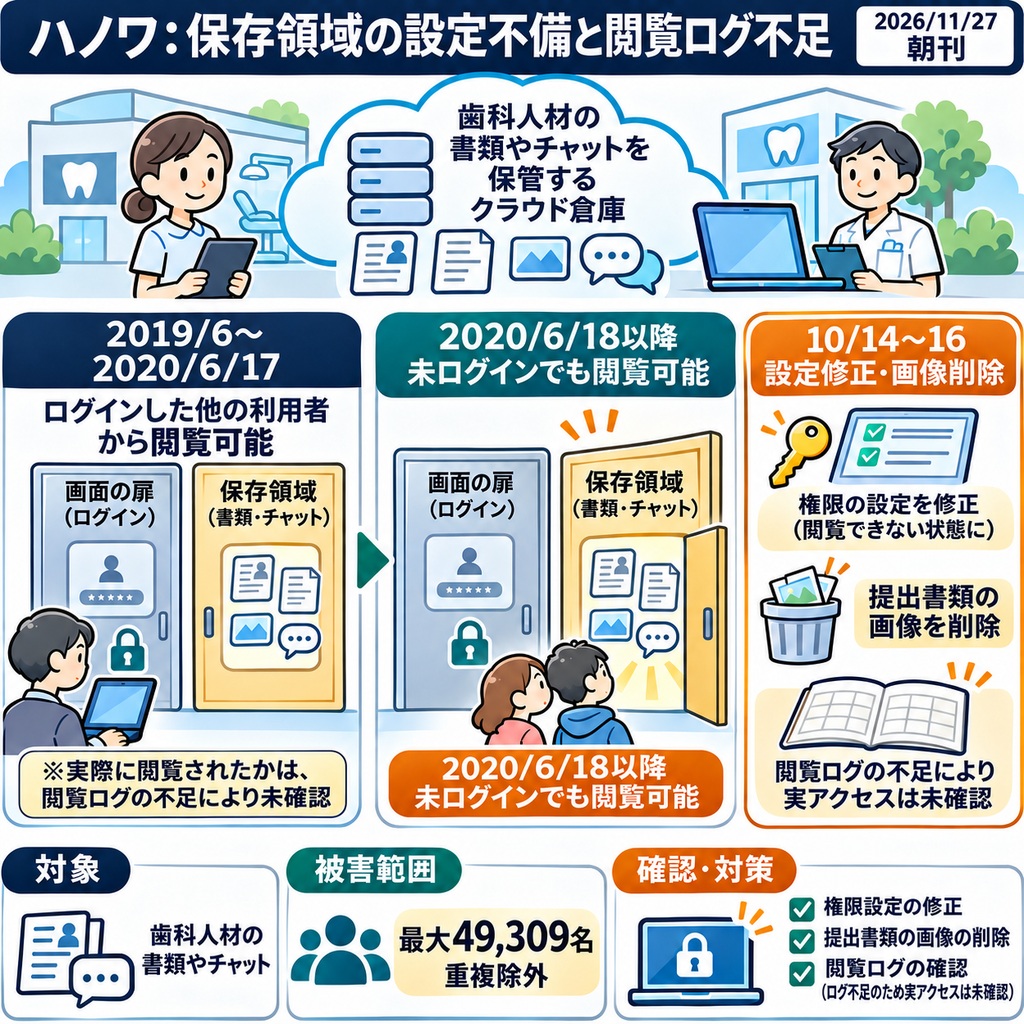 ハノワ：保存領域の設定不備と閲覧ログ不足
2026/11/27
朝刊
歯科人材の
書類やチャットを
保管する
クラウド倉庫
2019/6～
2020/6/17
ログインした他の利用者
から閲覧可能
画面の扉
（ログイン）
保存領域
（書類・チャット）
※実際に閲覧されたかは、
閲覧ログの不足により未確認
2020/6/18以降
未ログインでも閲覧可能
画面の扉
（ログイン）
保存領域
（書類・チャット）
2020/6/18以降
未ログインでも閲覧可能
10/14～16
設定修正・画像削除
権限の設定を修正
（閲覧できない状態に）
提出書類の
画像を削除
閲覧ログの不足により
実アクセスは未確認
対象
歯科人材の
書類やチャット
被害範囲
最大49,309名
重複除外
確認・対策
権限設定の修正
提出書類の画像の削除
閲覧ログの確認
（ログ不足のため実アクセスは未確認）